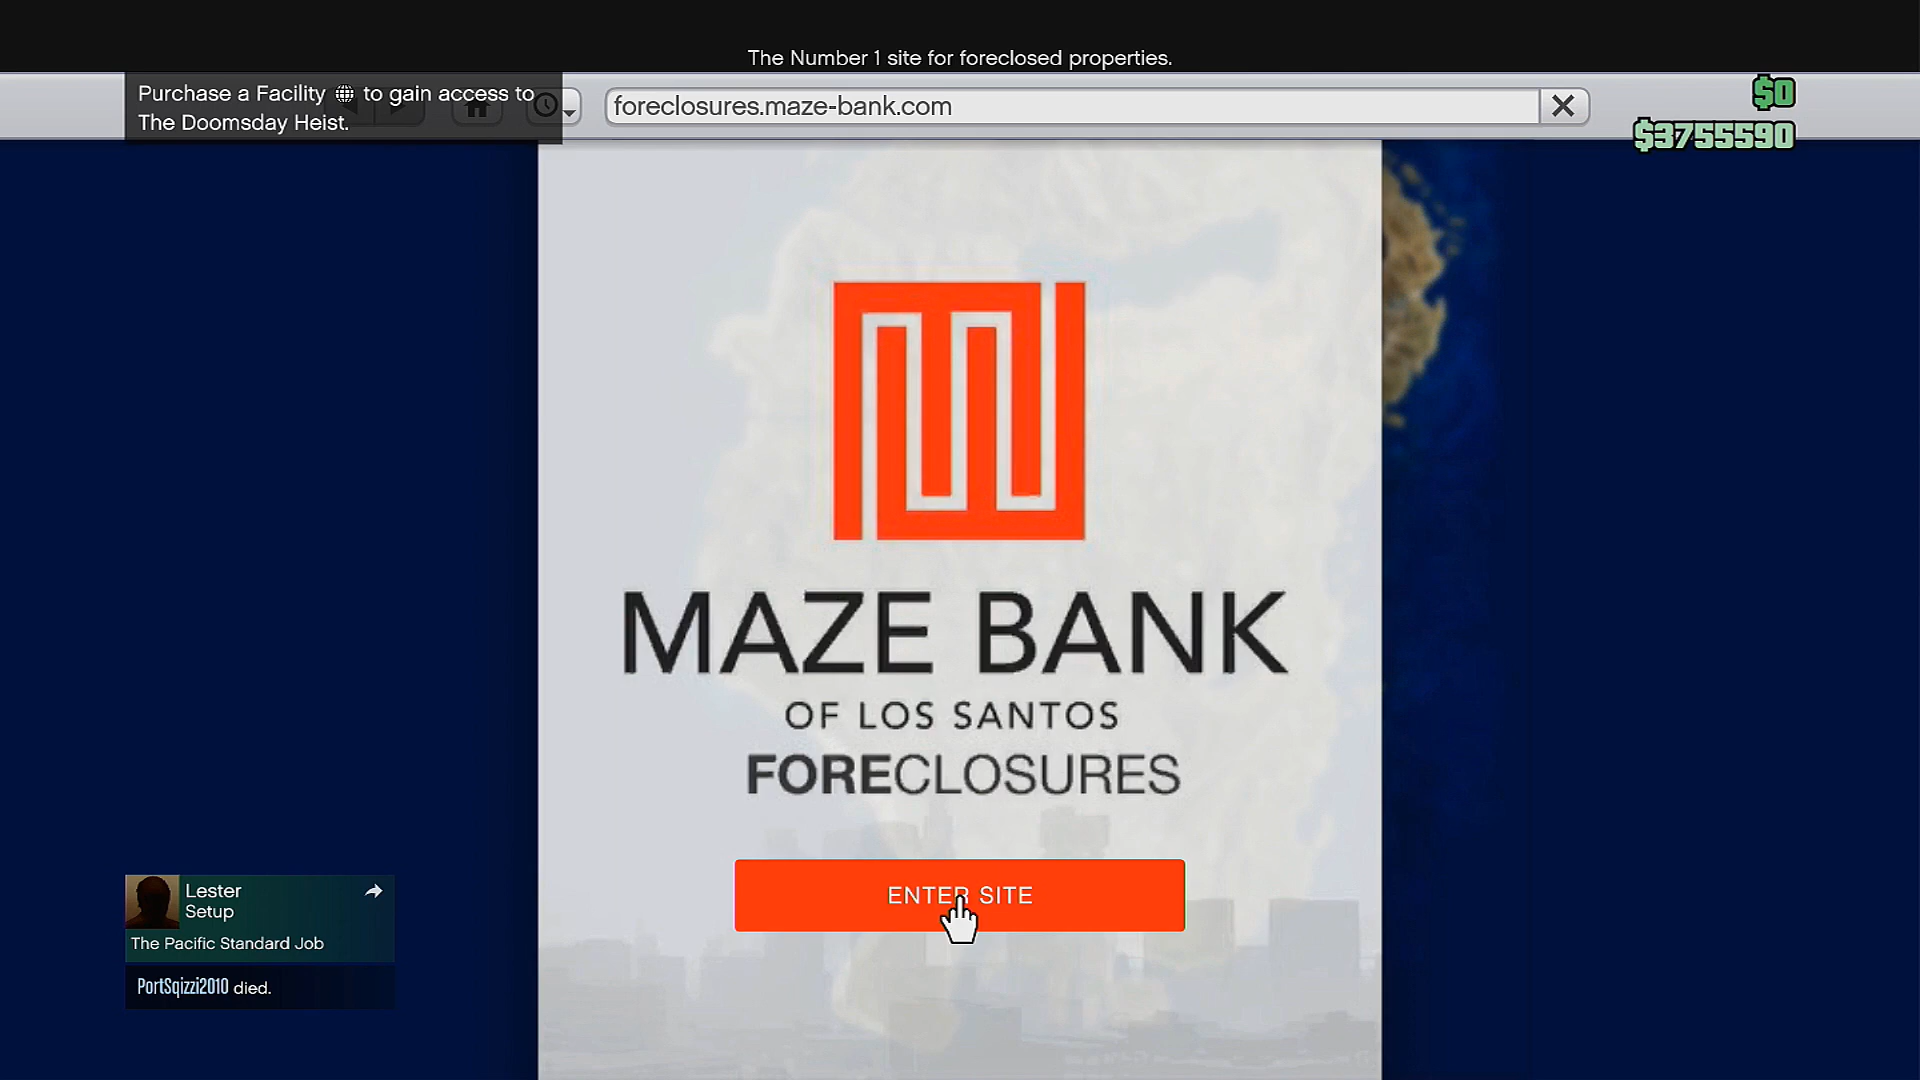 The Number 1 site for foreclosed properties.
Purchase a Facility to gain access to
The Doomsday Heist.
foreclosures.maze-bank.com
$0
$3755590
MAZE BANK
OF LOS SANTOS
FORECLOSURES
ENTER SITE
Lester
Setup
The Pacific Standard Job
PortSqizzi2010 died.